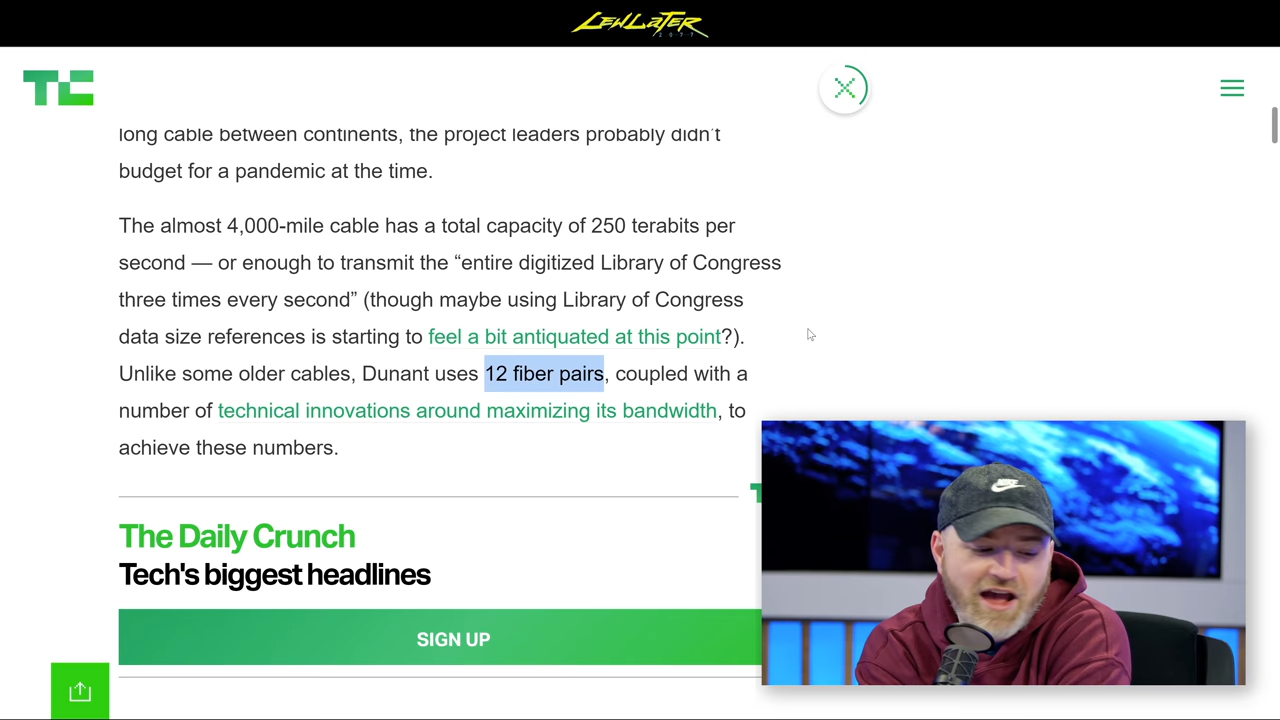 LEWLATER
2077
TC
long cable between continents, the project leaders probably didn't
budget for a pandemic at the time.
The almost 4,000-mile cable has a total capacity of 250 terabits per
second — or enough to transmit the “entire digitized Library of Congress
three times every second” (though maybe using Library of Congress
data size references is starting to feel a bit antiquated at this point?).
Unlike some older cables, Dunant uses 12 fiber pairs, coupled with a
number of technical innovations around maximizing its bandwidth, to
achieve these numbers.
The Daily Crunch
Tech's biggest headlines
SIGN UP